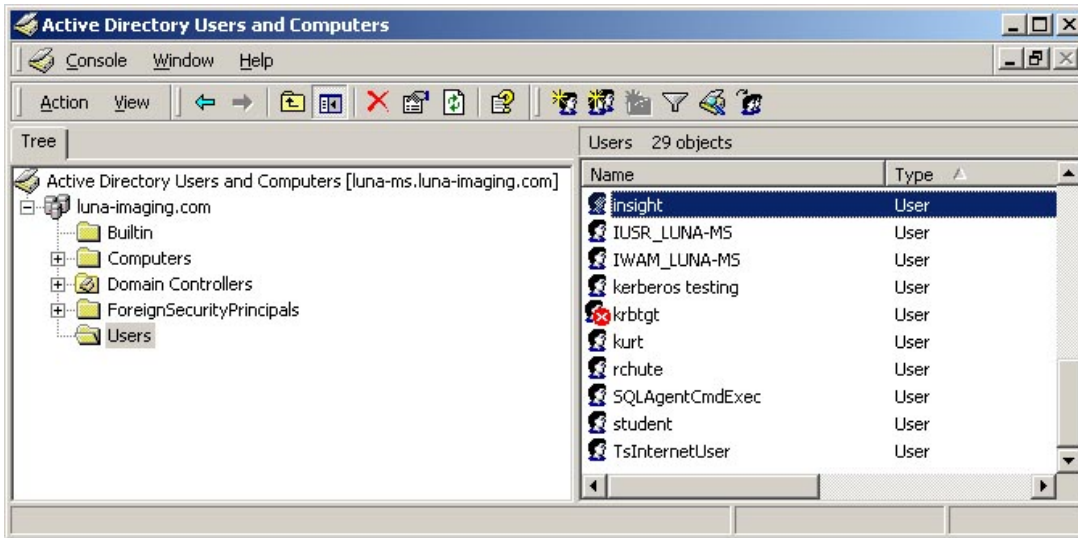 Active Directory Users and Computers
Console Window Help
Action View
Tree
Users 29 objects
Active Directory Users and Computers [luna-ms.luna-imaging.com]
luna-imaging.com
Builtin
Computers
Domain Controllers
ForeignSecurityPrincipals
Users
Name Type
insight User
IUSR_LUNA-MS User
IWAM_LUNA-MS User
kerberos testing User
krbtgt User
kurt User
rchute User
SQLAgentCmdExec User
student User
TsInternetUser User